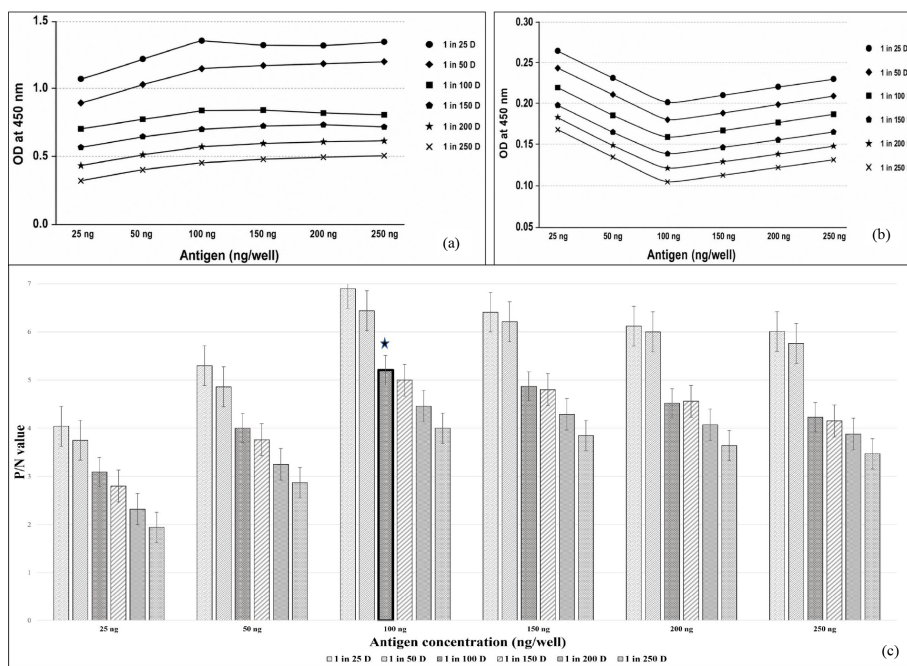 1.5
1.0
0.5
0.0
OD at 450 nm
25 ng 50 ng 100 ng 150 ng 200 ng 250 ng
Antigen (ng/well)
1 in 25 D
1 in 50 D
1 in 100 D
1 in 150 D
1 in 200 D
1 in 250 D
(a)
0.30
0.25
0.20
0.15
0.10
0.05
OD at 450 nm
25 ng 50 ng 100 ng 150 ng 200 ng 250 ng
Antigen (ng/well)
1 in 25 D
1 in 50 D
1 in 100
1 in 150
1 in 200
1 in 250
(b)
7
6
5
4
3
2
1
0
P/N value
25 ng 50 ng 100 ng 150 ng 200 ng 250 ng
Antigen concentration (ng/well)
1 in 25 D 1 in 50 D 1 in 100 D 1 in 150 D 1 in 200 D 1 in 250 D
(c)